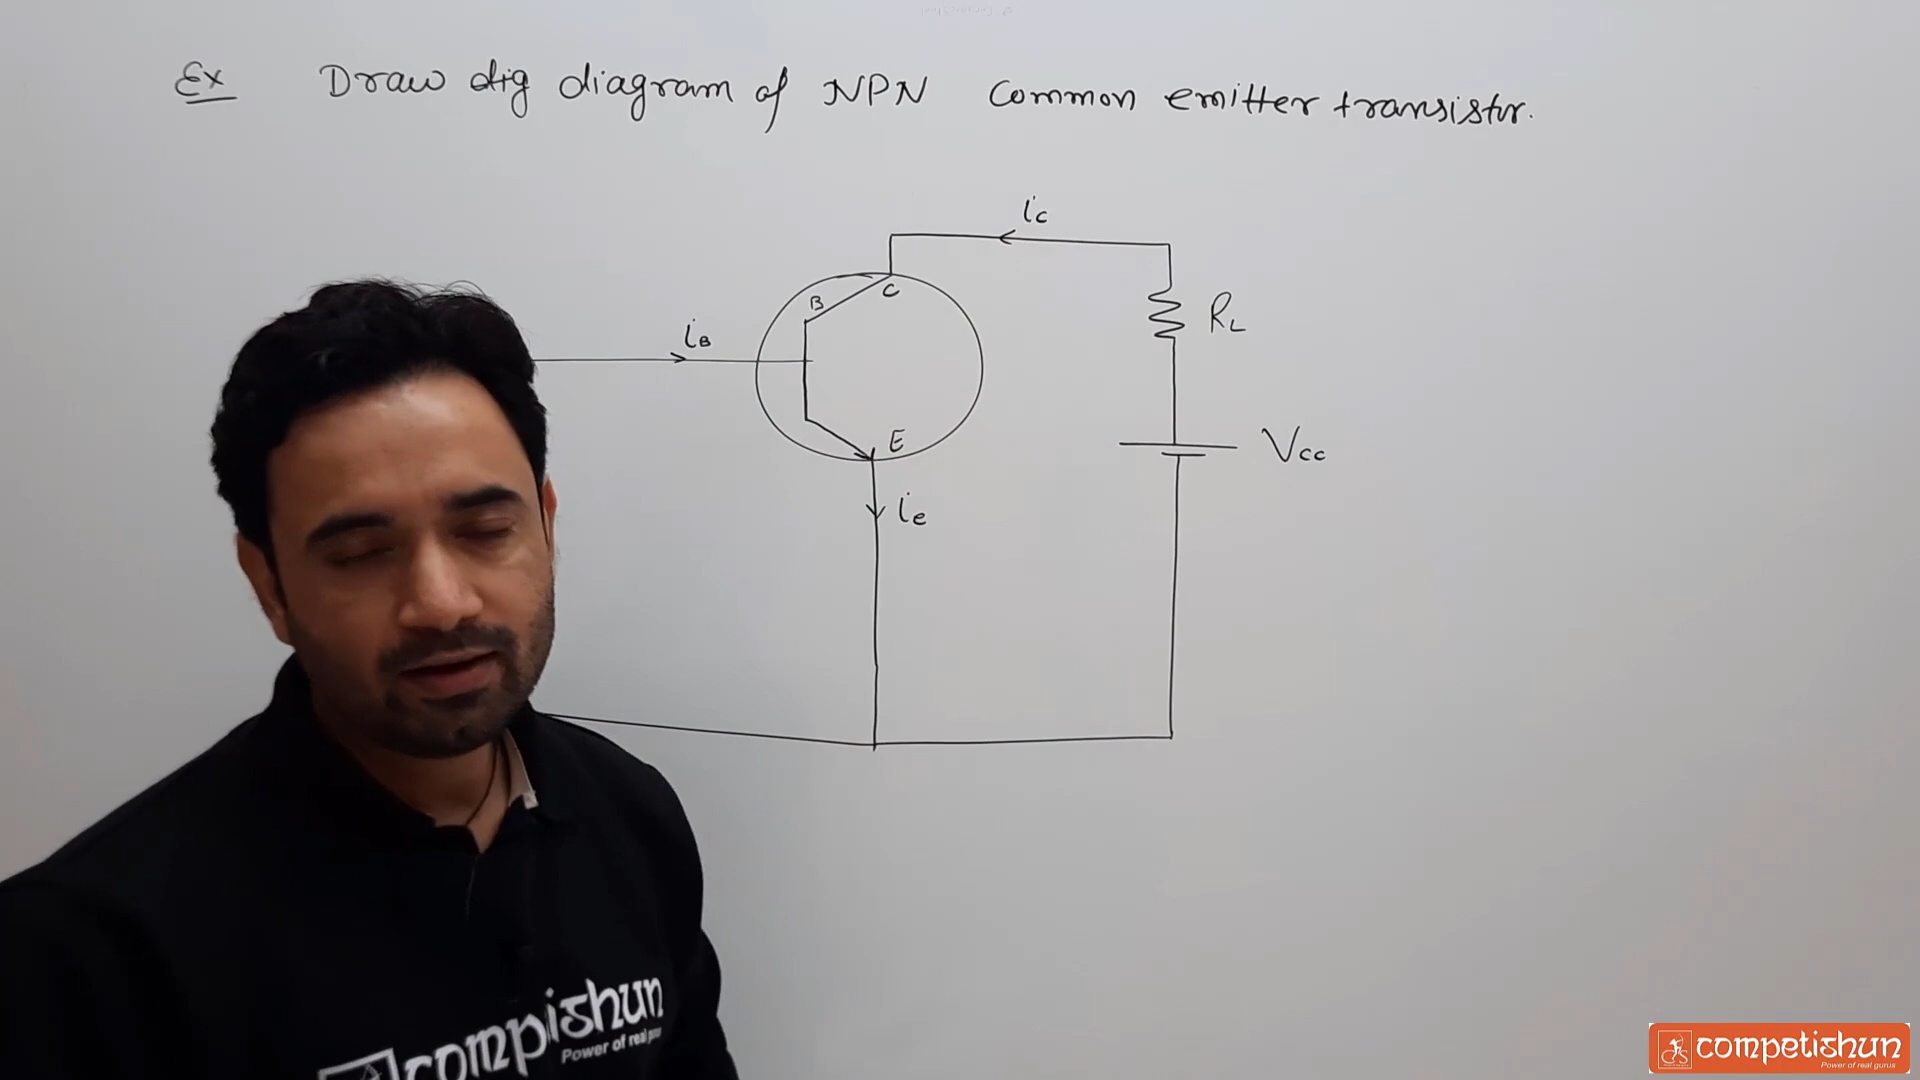 Ex Draw dig diagram of NPN common emitter transistor.
ic
B
C
iB
RL
E
Vcc
ie
compishun
Power of real guru
competishun
Power of real gurus